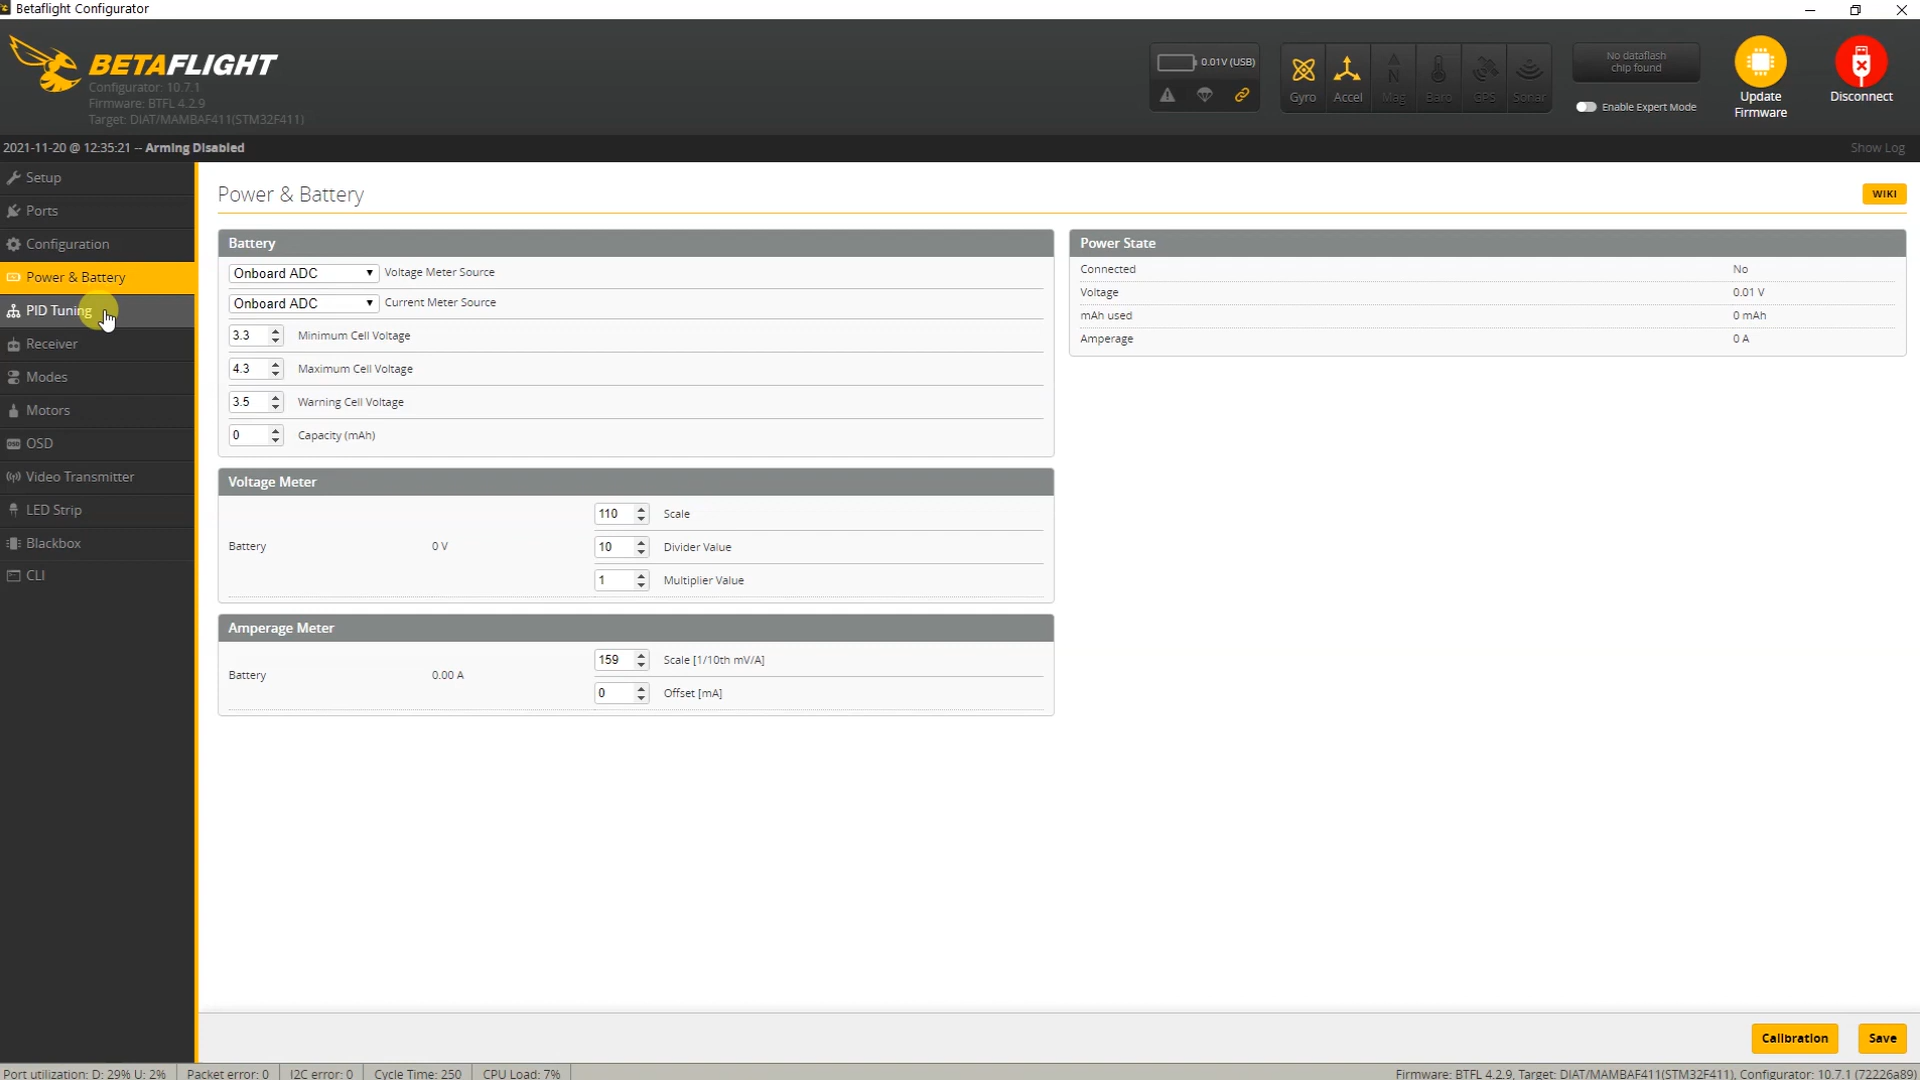 Betaflight Configurator
BETAFLIGHT
Configurator: 10.7.1
Firmware: BTFL 4.2.9
Target: DIAT/MAMBAF411(STM32F411)
0.01V (USB)
Gyro
Accel
Mag
Baro
GPS
Sonar
No dataflash
chip found
Enable Expert Mode
Update
Firmware
Disconnect
2021-11-20 @ 12:35:21 -- Arming Disabled
Show Log
Setup
Ports
Configuration
Power & Battery
PID Tuning
Receiver
Modes
Motors
OSD
Video Transmitter
LED Strip
Blackbox
CLI
Power & Battery
WIKI
Battery
Onboard ADC Voltage Meter Source
Onboard ADC Current Meter Source
3.3 Minimum Cell Voltage
4.3 Maximum Cell Voltage
3.5 Warning Cell Voltage
0 Capacity (mAh)
Power State
Connected No
Voltage 0.01 V
mAh used 0 mAh
Amperage 0 A
Voltage Meter
Battery 0 V
110 Scale
10 Divider Value
1 Multiplier Value
Amperage Meter
Battery 0.00 A
159 Scale [1/10th mV/A]
0 Offset [mA]
Calibration
Save
Port utilization: D: 29% U: 2%
Packet error: 0
I2C error: 0
Cycle Time: 250
CPU Load: 7%
Firmware: BTFL 4.2.9, Target: DIAT/MAMBAF411(STM32F411), Configurator: 10.7.1 (72226a89)